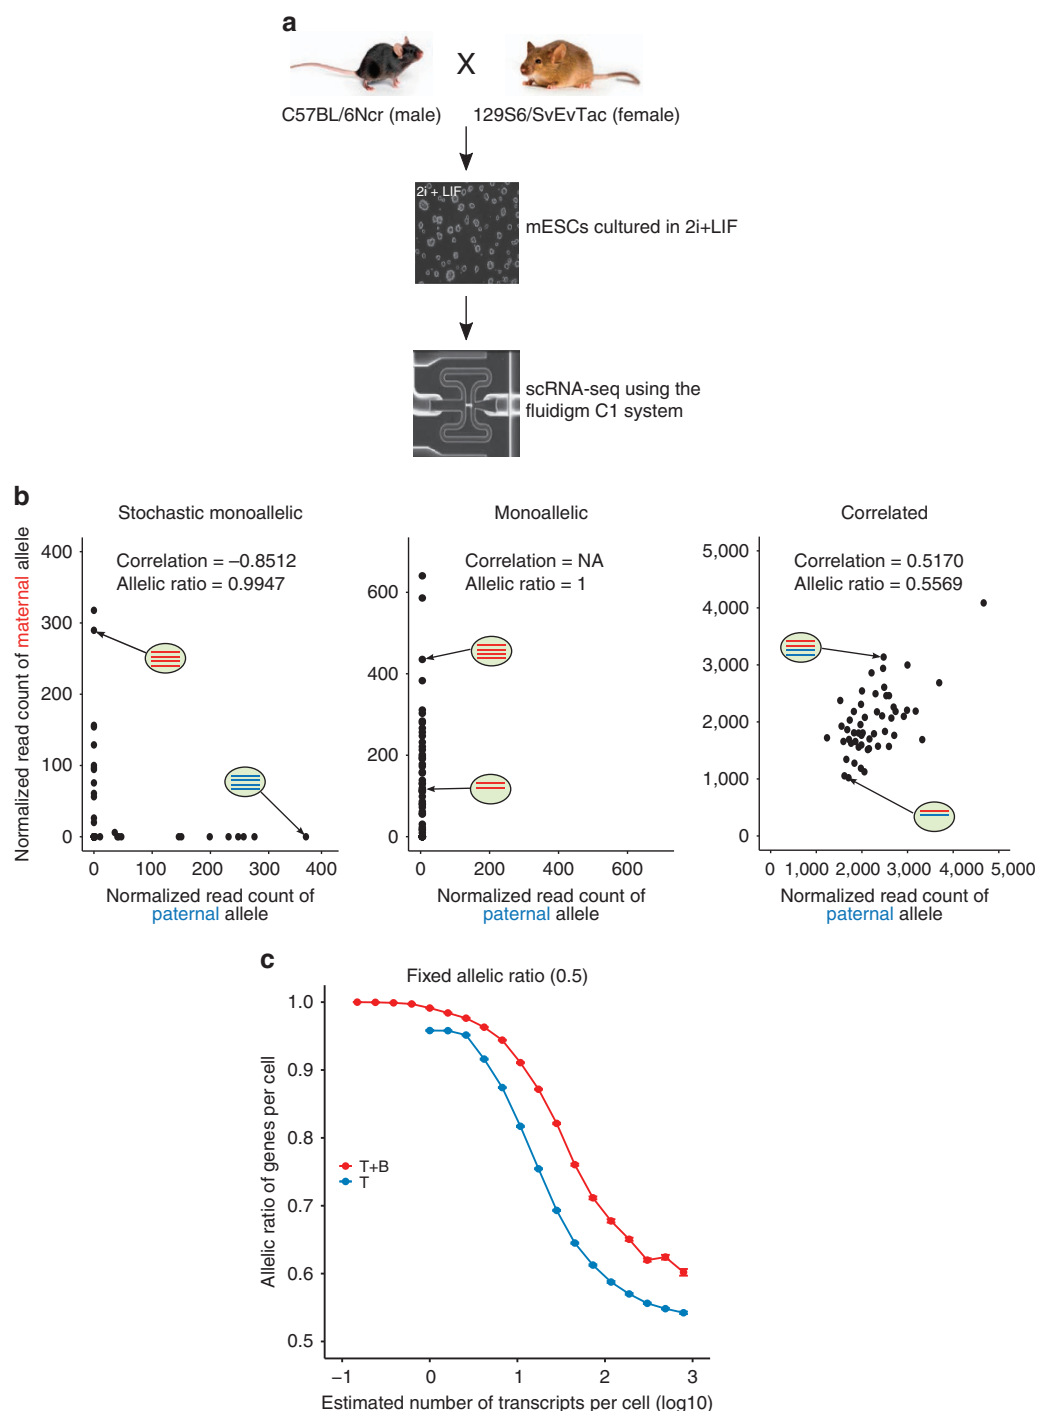 a
X
C57BL/6Ncr (male)
129S6/SvEvTac (female)
2i + LIF
mESCs cultured in 2i+LIF
scRNA-seq using the
fluidigm C1 system
b
Stochastic monoallelic
Correlation = –0.8512
Allelic ratio = 0.9947
Normalized read count of maternal allele
400
300
200
100
0
0
100
200
300
400
Normalized read count of
paternal allele
Monoallelic
Correlation = NA
Allelic ratio = 1
600
400
200
0
0
200
400
600
Normalized read count of
paternal allele
Correlated
Correlation = 0.5170
Allelic ratio = 0.5569
5,000
4,000
3,000
2,000
1,000
0
0
1,000
2,000
3,000
4,000
5,000
Normalized read count of
paternal allele
c
Fixed allelic ratio (0.5)
Allelic ratio of genes per cell
1.0
0.9
0.8
0.7
0.6
0.5
T+B
T
–1
0
1
2
3
Estimated number of transcripts per cell (log10)